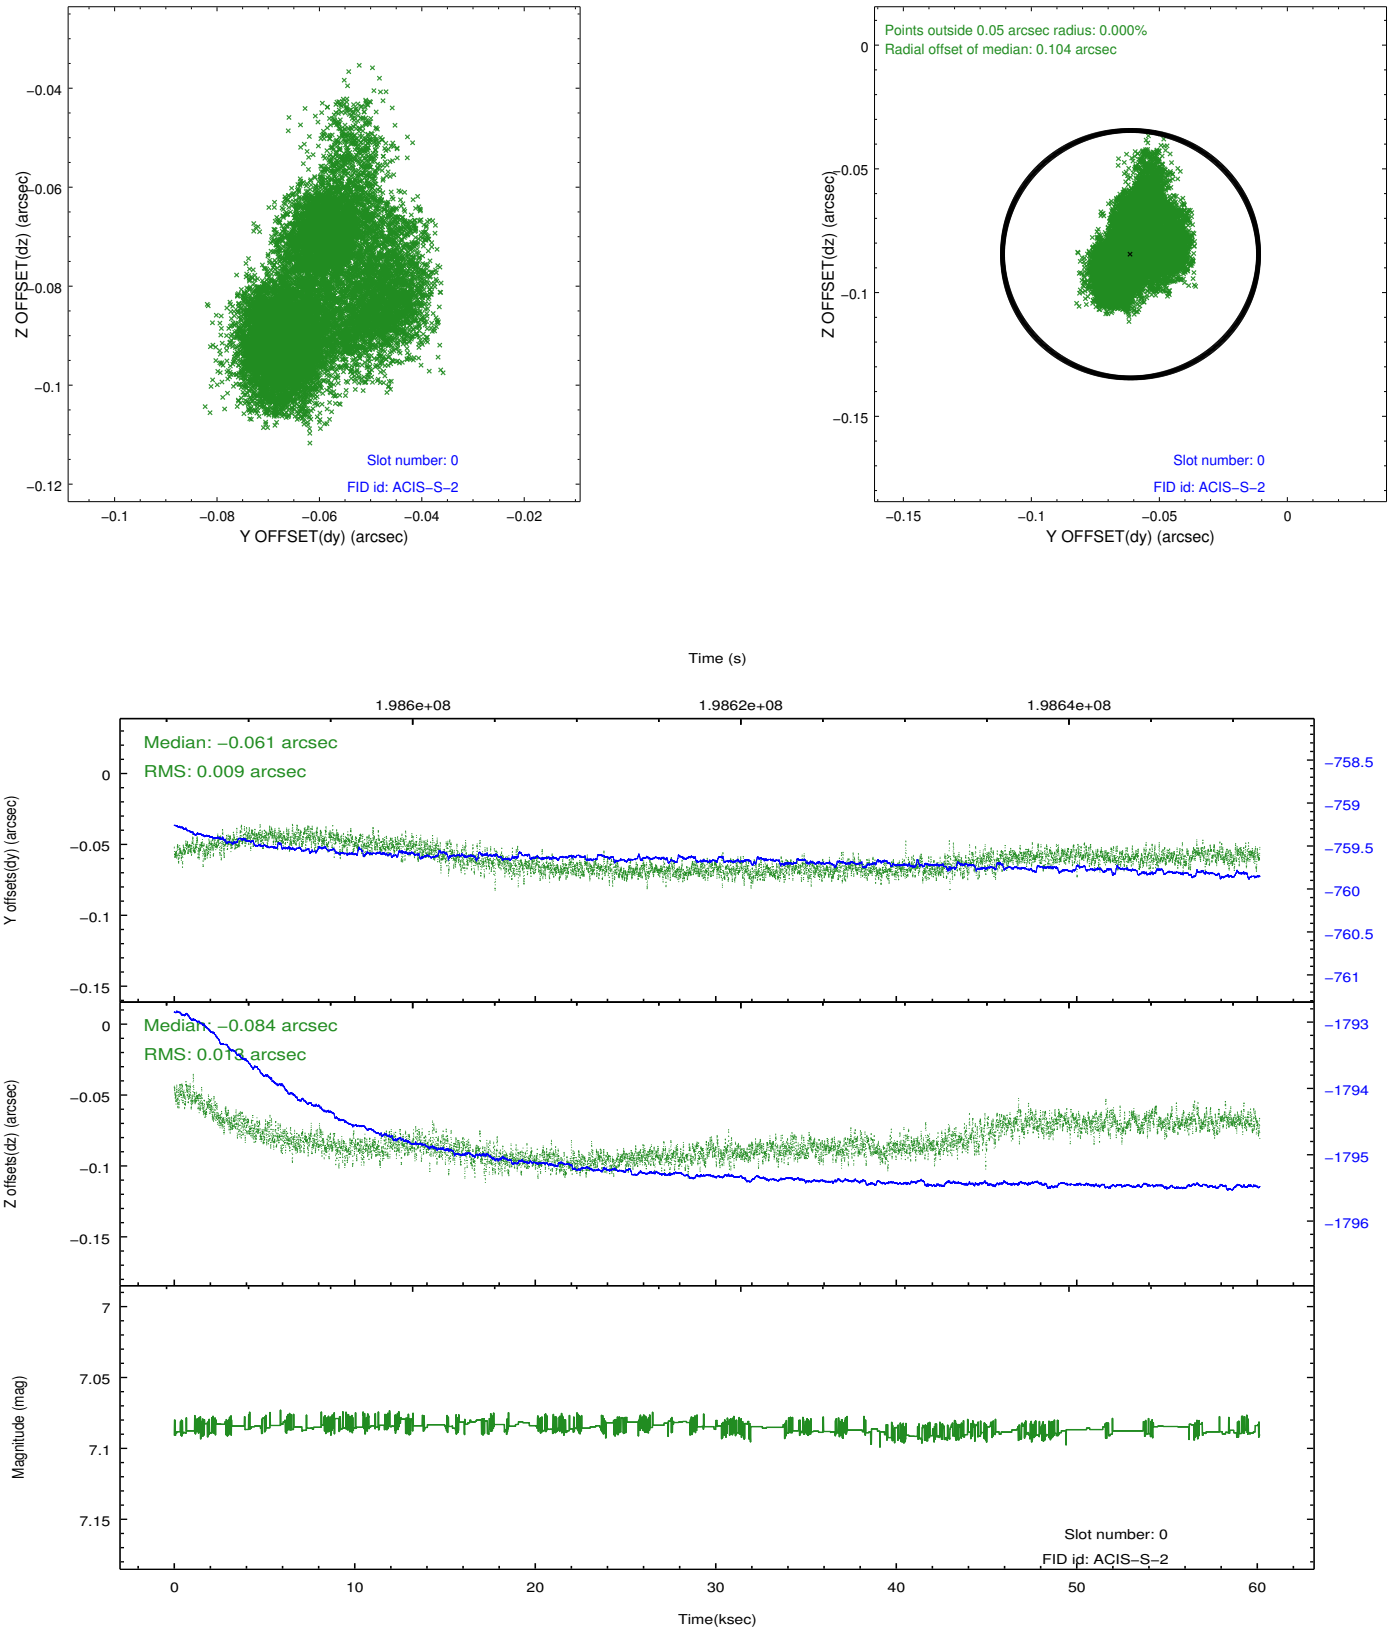 −0.04
−0.06
−0.08
−0.1
−0.12
Z OFFSET(dz) (arcsec)
Slot number: 0
FID id: ACIS−S−2
−0.1
−0.08
−0.06
−0.04
−0.02
Y OFFSET(dy) (arcsec)
Points outside 0.05 arcsec radius: 0.000%
Radial offset of median: 0.104 arcsec
0
−0.05
−0.1
−0.15
Z OFFSET(dz) (arcsec)
Slot number: 0
FID id: ACIS−S−2
−0.15
−0.1
−0.05
0
Y OFFSET(dy) (arcsec)
Time (s)
1.986e+08
1.9862e+08
1.9864e+08
Median: −0.061 arcsec
RMS: 0.009 arcsec
0
−0.05
−0.1
−0.15
Y offsets(dy) (arcsec)
−758.5
−759
−759.5
−760
−760.5
−761
Median: −0.084 arcsec
RMS: 0.013 arcsec
0
−0.05
−0.1
−0.15
Z offsets(dz) (arcsec)
−1793
−1794
−1795
−1796
7
7.05
7.1
7.15
Magnitude (mag)
Slot number: 0
FID id: ACIS−S−2
0
10
20
30
40
50
60
Time(ksec)